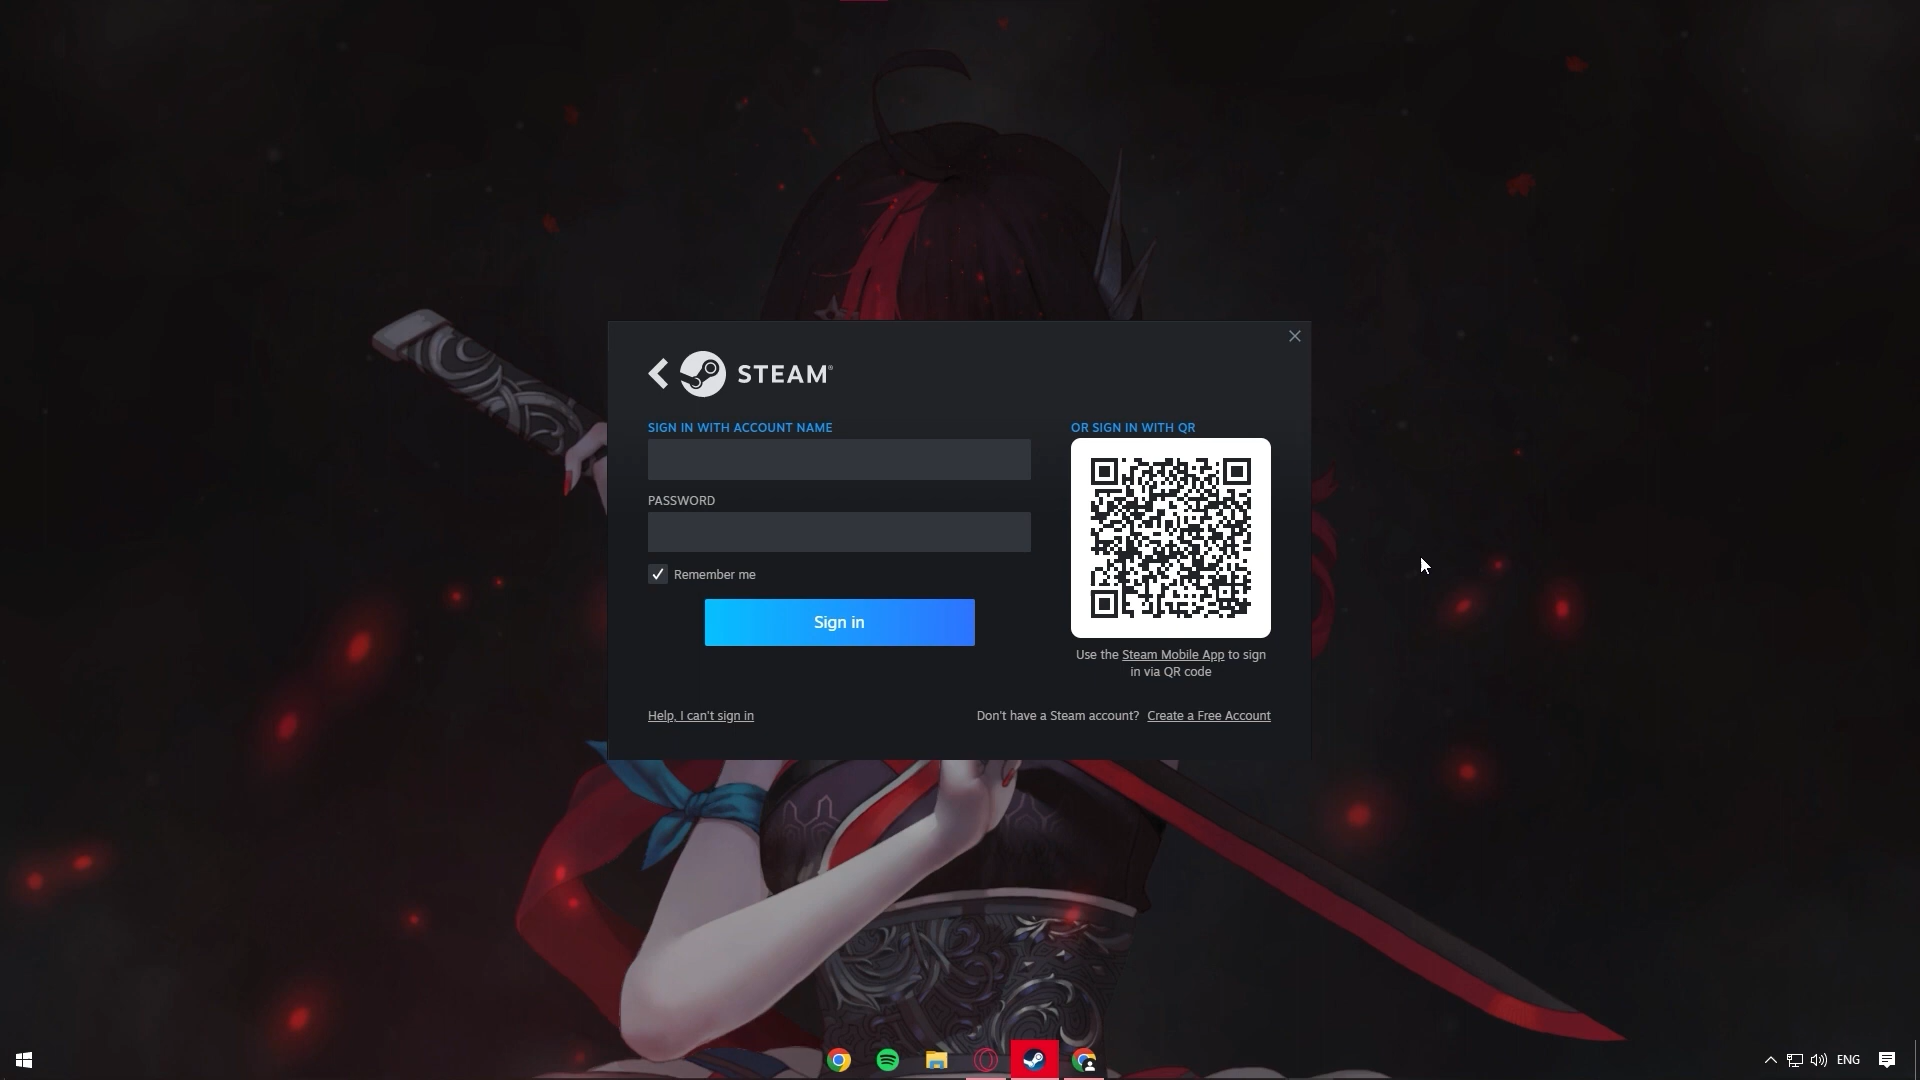 STEAM®
SIGN IN WITH ACCOUNT NAME
PASSWORD
Remember me
Sign in
OR SIGN IN WITH QR
Use the Steam Mobile App to sign
in via QR code
Help, I can't sign in
Don't have a Steam account? Create a Free Account
ENG